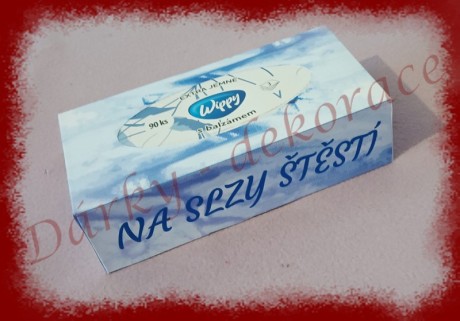 EXTRA JEMNÉ
Wippy
90 ks
s balzámem
NA SLZY ŠTĚSTÍ
Dárky dekorace